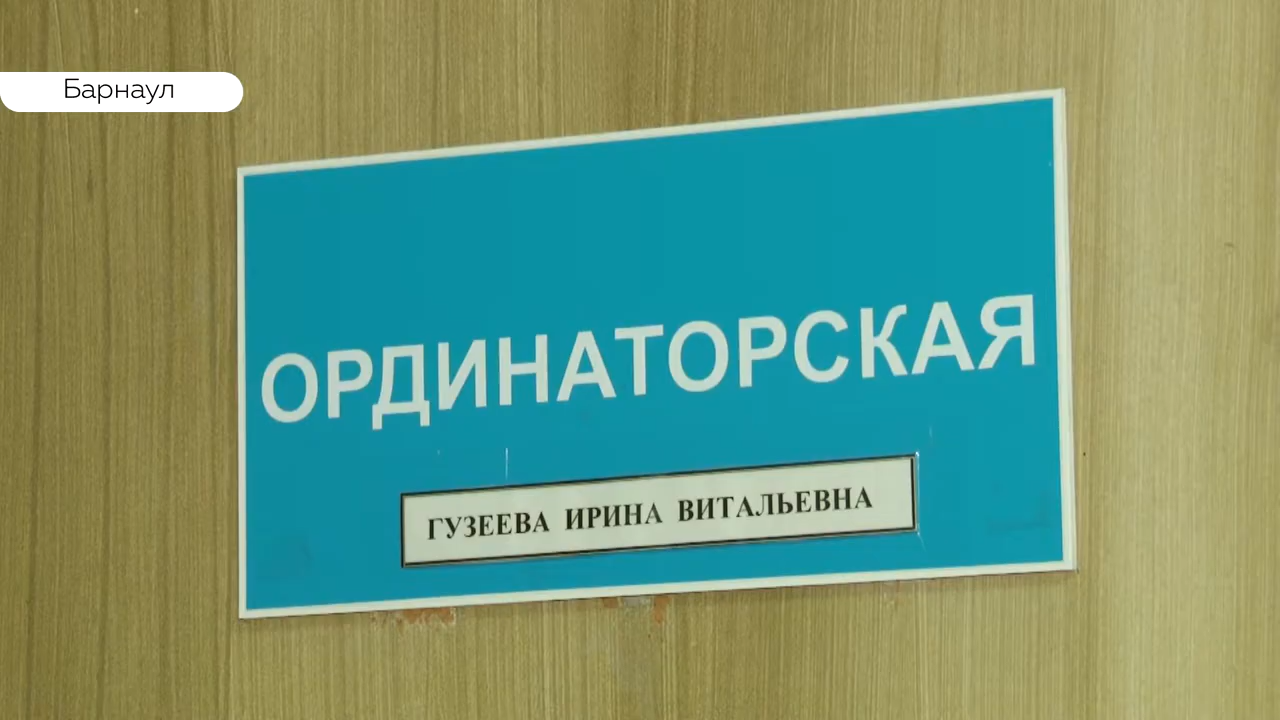 Барнаул
ОРДИНАТОРСКАЯ
ГУЗЕЕВА ИРИНА ВИТАЛЬЕВНА